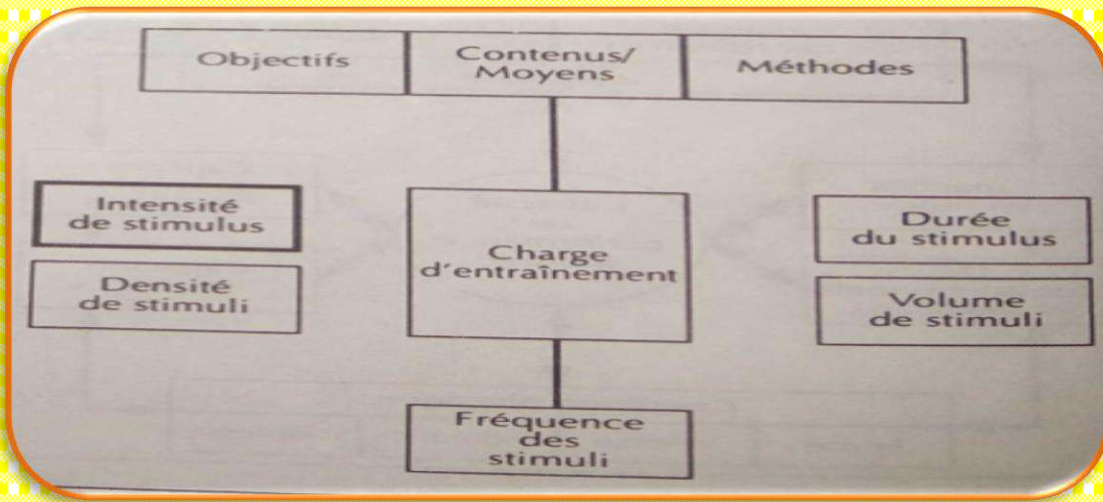 Objectifs
Contenus/
Moyens
Méthodes
Intensité
de stimulus
Densité
de stimuli
Charge
d'entraînement
Durée
du stimulus
Volume
de stimuli
Fréquence
des
stimuli